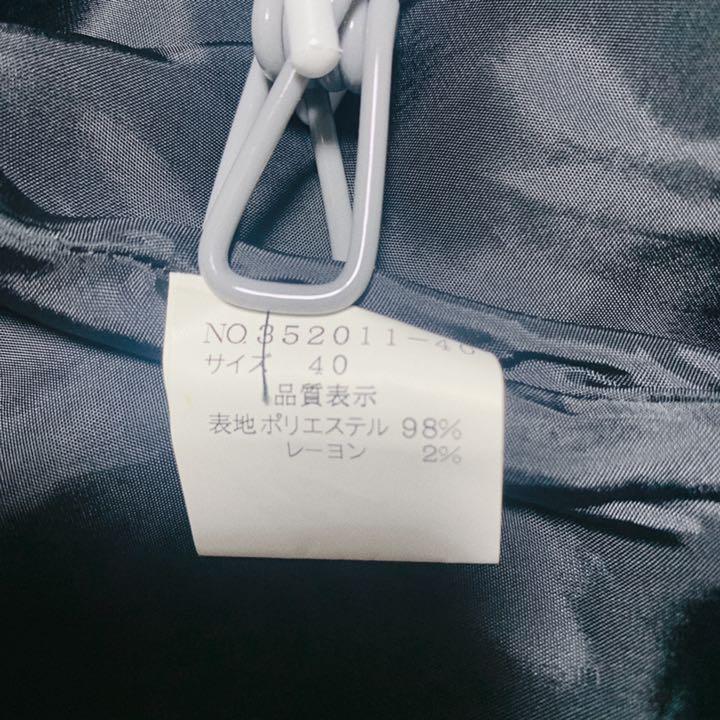 NO.352011-4
サイズ 40
品質表示
表地 ポリエステル 98%
レーヨン 2%